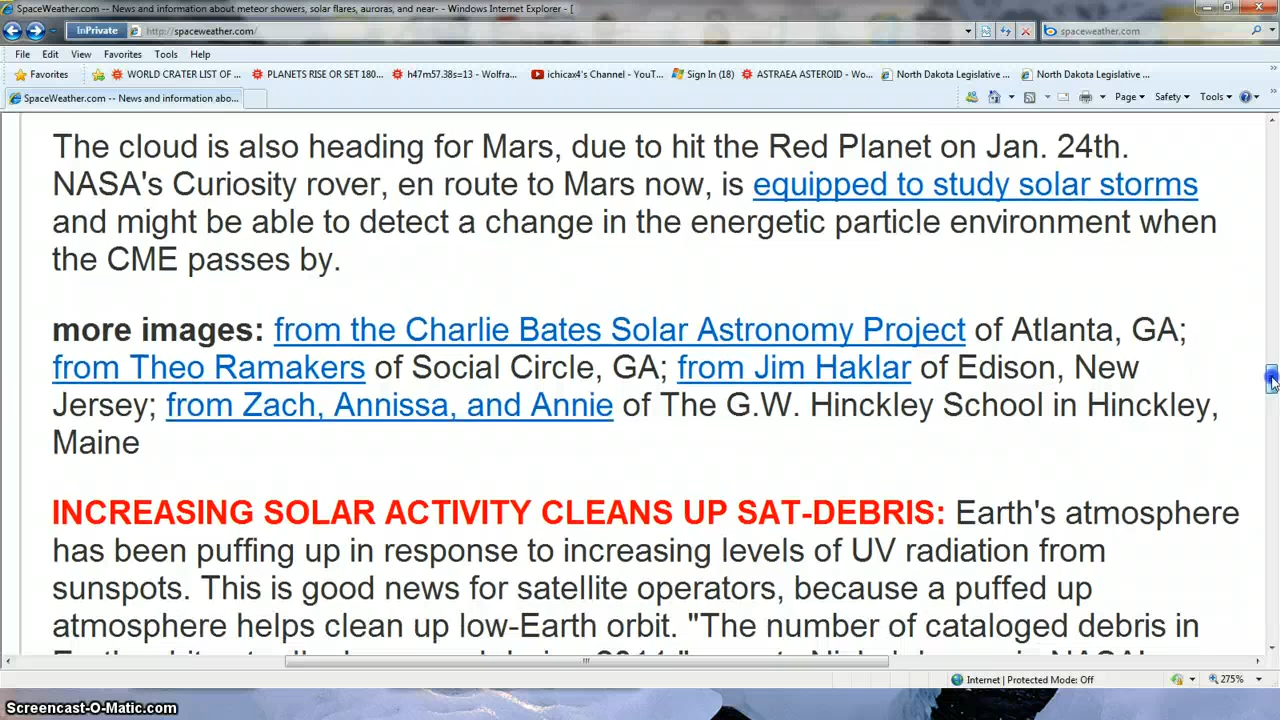 SpaceWeather.com -- News and information about meteor showers, solar flares, auroras, and near- - Windows Internet Explorer - [
InPrivate http://spaceweather.com/ spaceweather.com
File Edit View Favorites Tools Help
Favorites WORLD CRATER LIST OF ... PLANETS RISE OR SET 180... h47m57.38s=13 - Wolfra... ichicax4's Channel - YouT... Sign In (18) ASTRAEA ASTEROID - Wo... North Dakota Legislative ... North Dakota Legislative ...
SpaceWeather.com -- News and information abo... Page Safety Tools
The cloud is also heading for Mars, due to hit the Red Planet on Jan. 24th.
NASA's Curiosity rover, en route to Mars now, is equipped to study solar storms
and might be able to detect a change in the energetic particle environment when
the CME passes by.
more images: from the Charlie Bates Solar Astronomy Project of Atlanta, GA;
from Theo Ramakers of Social Circle, GA; from Jim Haklar of Edison, New
Jersey; from Zach, Annissa, and Annie of The G.W. Hinckley School in Hinckley,
Maine
INCREASING SOLAR ACTIVITY CLEANS UP SAT-DEBRIS: Earth's atmosphere
has been puffing up in response to increasing levels of UV radiation from
sunspots. This is good news for satellite operators, because a puffed up
atmosphere helps clean up low-Earth orbit. "The number of cataloged debris in
Internet | Protected Mode: Off 275%
Screencast-O-Matic.com